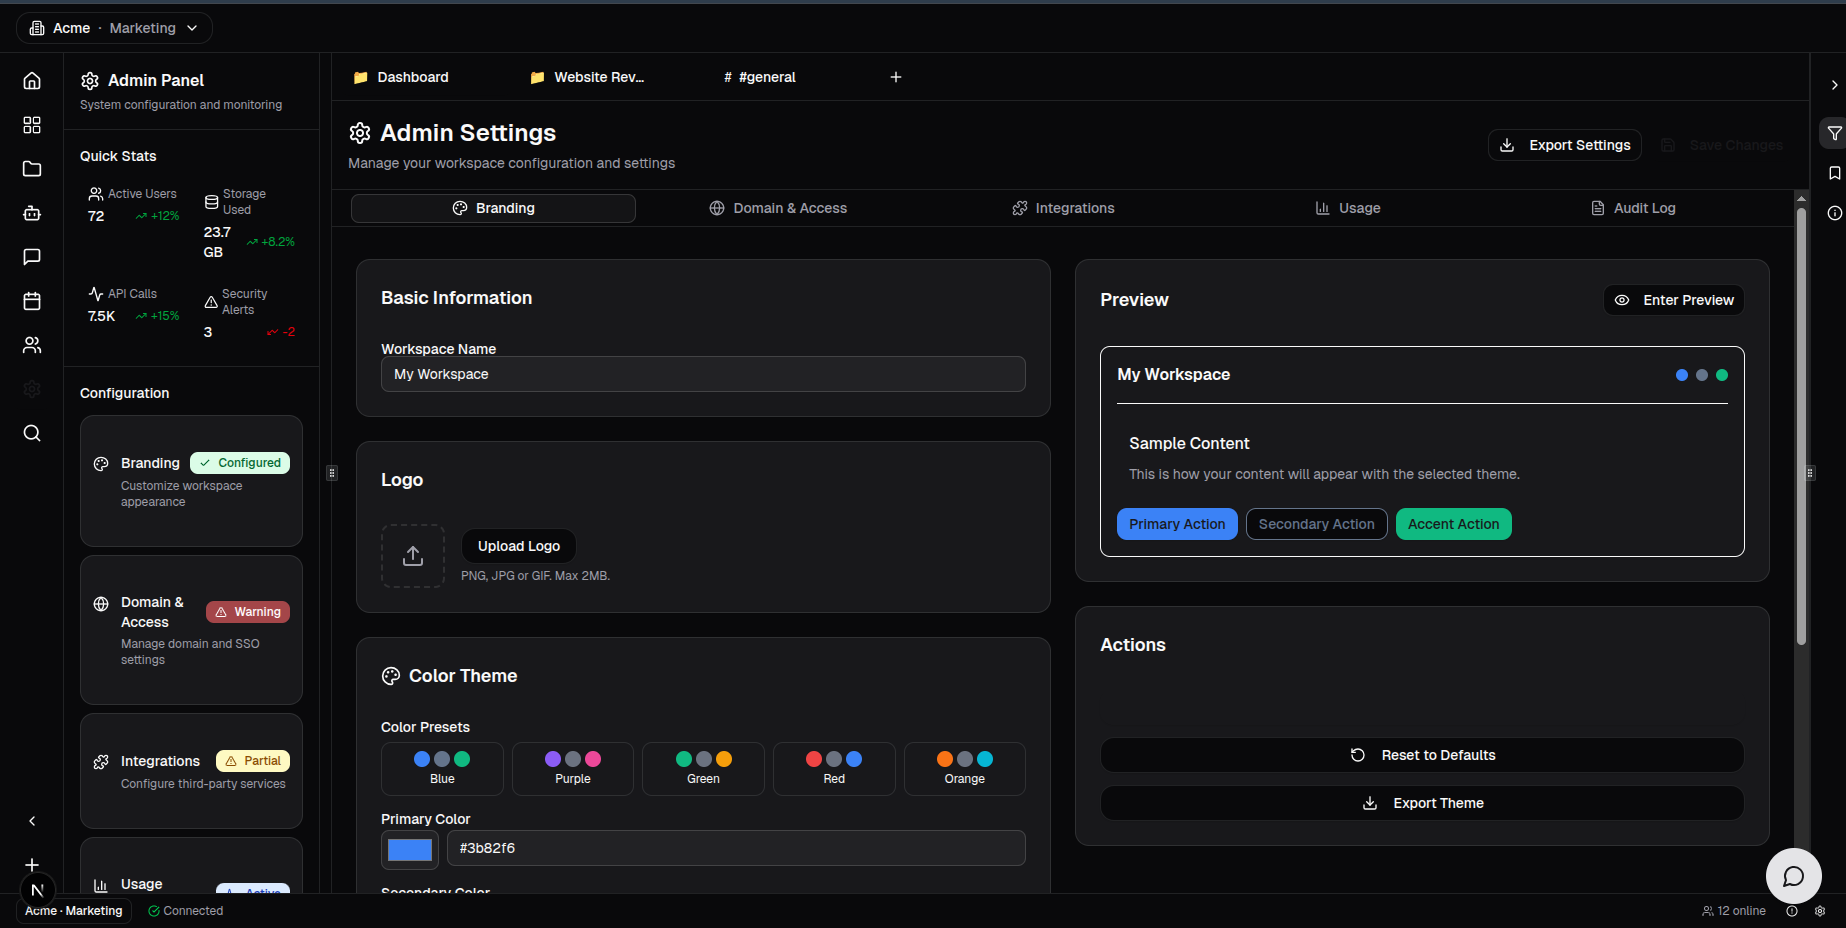 Acme · Marketing
Admin Panel
System configuration and monitoring
Quick Stats
Active Users
72
+12%
Storage
Used
23.7
GB
+8.2%
API Calls
7.5K
+15%
Security
Alerts
3
-2
Configuration
Branding
Configured
Customize workspace
appearance
Domain &
Access
Warning
Manage domain and SSO
settings
Integrations
Partial
Configure third-party services
Usage
Active
Dashboard
Website Rev...
# #general
Admin Settings
Manage your workspace configuration and settings
Export Settings
Save Changes
Branding
Domain & Access
Integrations
Usage
Audit Log
Basic Information
Workspace Name
My Workspace
Logo
Upload Logo
PNG, JPG or GIF. Max 2MB.
Color Theme
Color Presets
Blue
Purple
Green
Red
Orange
Primary Color
#3b82f6
Secondary Color
Preview
Enter Preview
My Workspace
Sample Content
This is how your content will appear with the selected theme.
Primary Action
Secondary Action
Accent Action
Actions
Reset to Defaults
Export Theme
N
Acme · Marketing
Connected
12 online